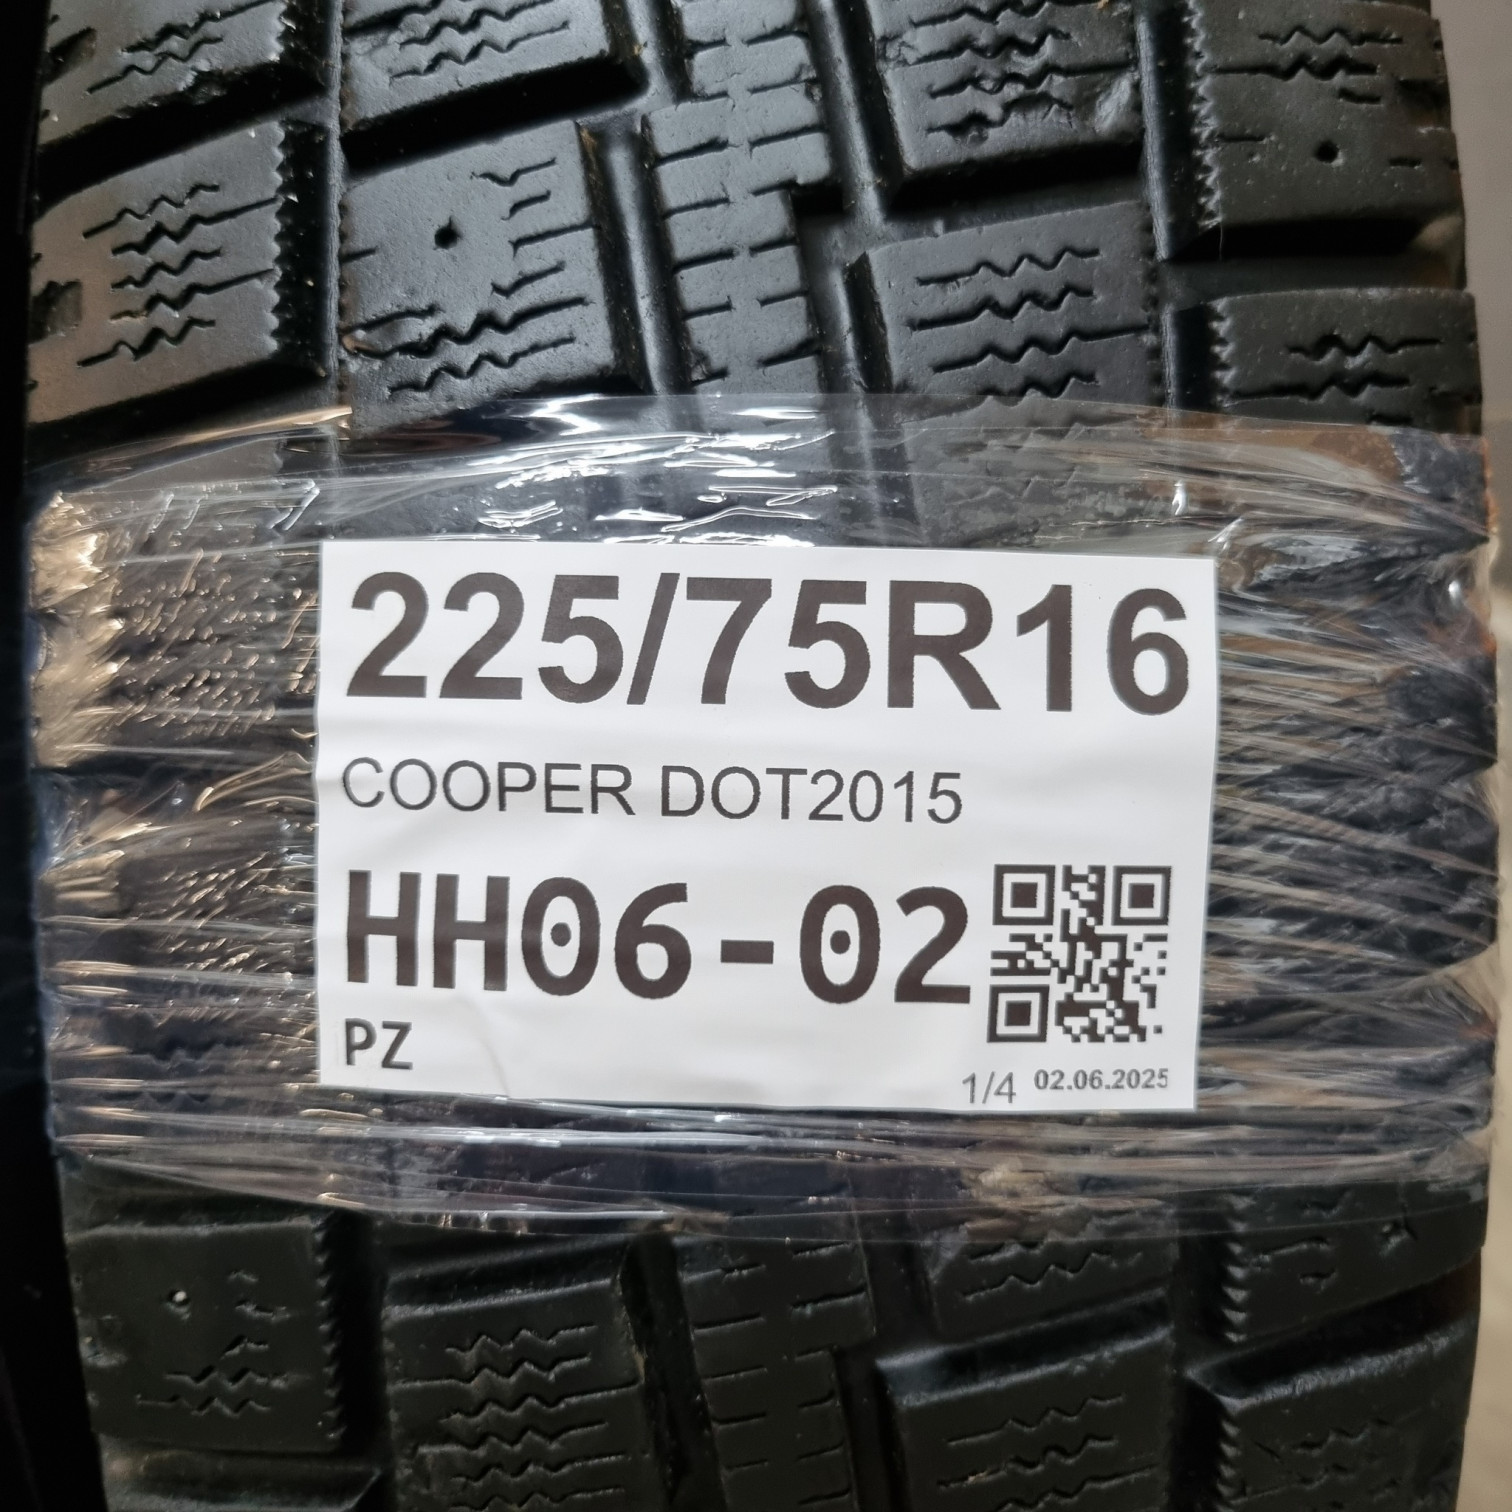 225/75R16
COOPER DOT2015
HH06-02
PZ
1/4 02.06.2025